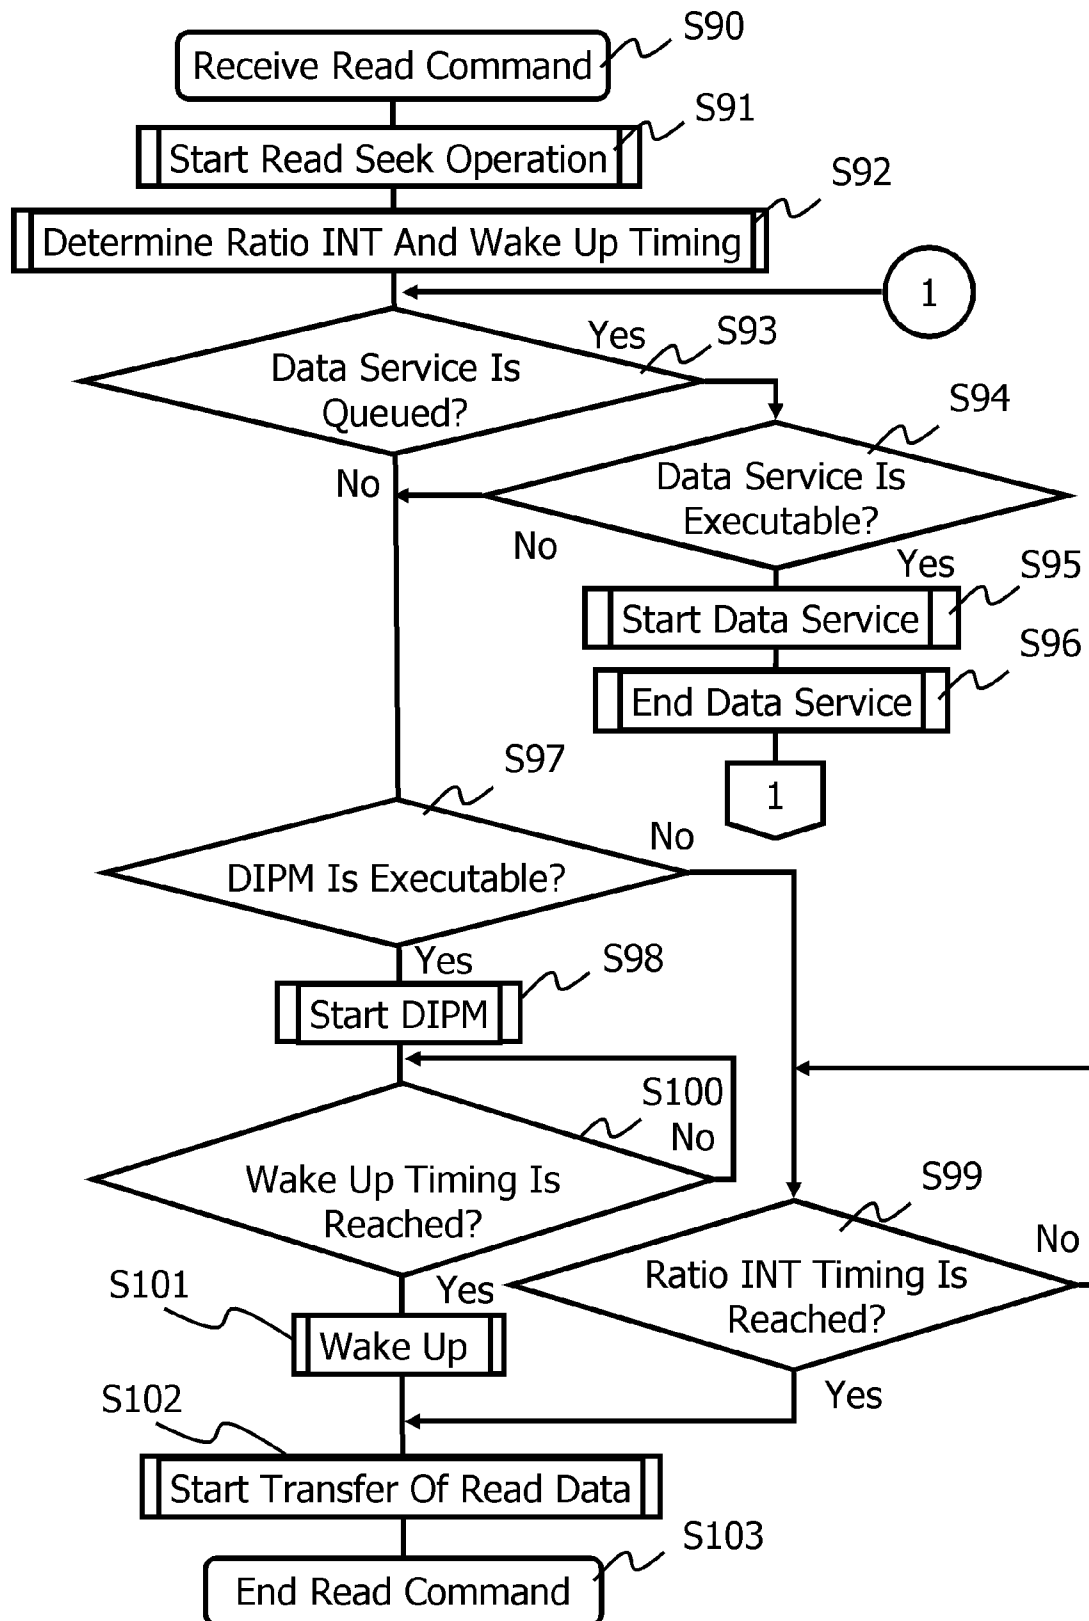 S90
Receive Read Command
S91
Start Read Seek Operation
S92
Determine Ratio INT And Wake Up Timing
1
Yes
S93
Data Service Is
Queued?
S94
No
Data Service Is
Executable?
No
Yes
S95
Start Data Service
S96
End Data Service
1
S97
No
DIPM Is Executable?
Yes
S98
Start DIPM
S100
No
Wake Up Timing Is
Reached?
S99
No
Ratio INT Timing Is
Reached?
S101
Yes
Wake Up
Yes
S102
Start Transfer Of Read Data
S103
End Read Command